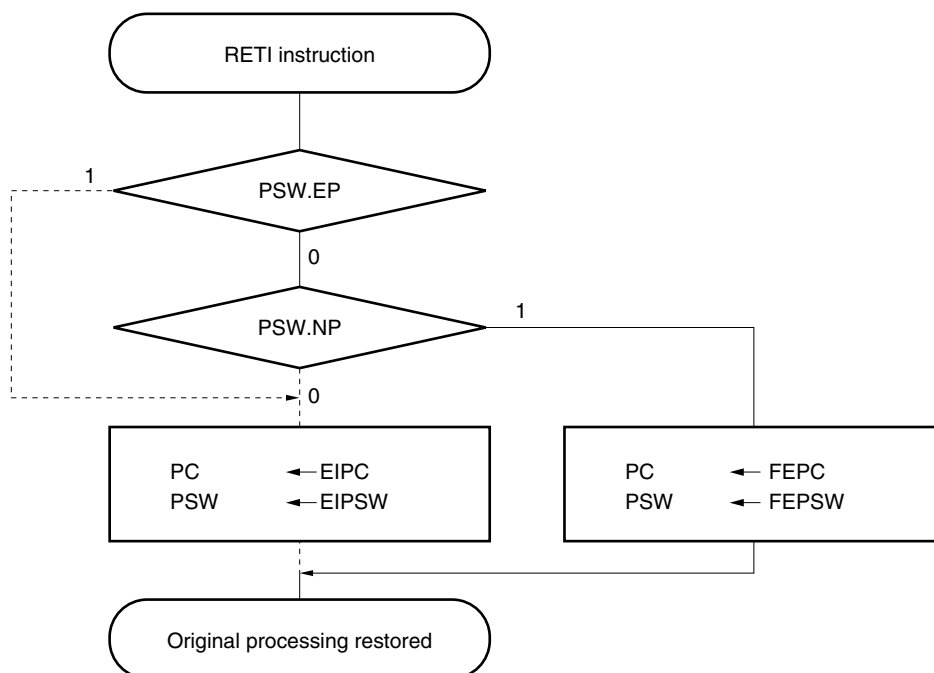 RETI instruction
1
PSW.EP
0
PSW.NP
1
0
PC ← EIPC
PSW ← EIPSW
PC ← FEPC
PSW ← FEPSW
Original processing restored